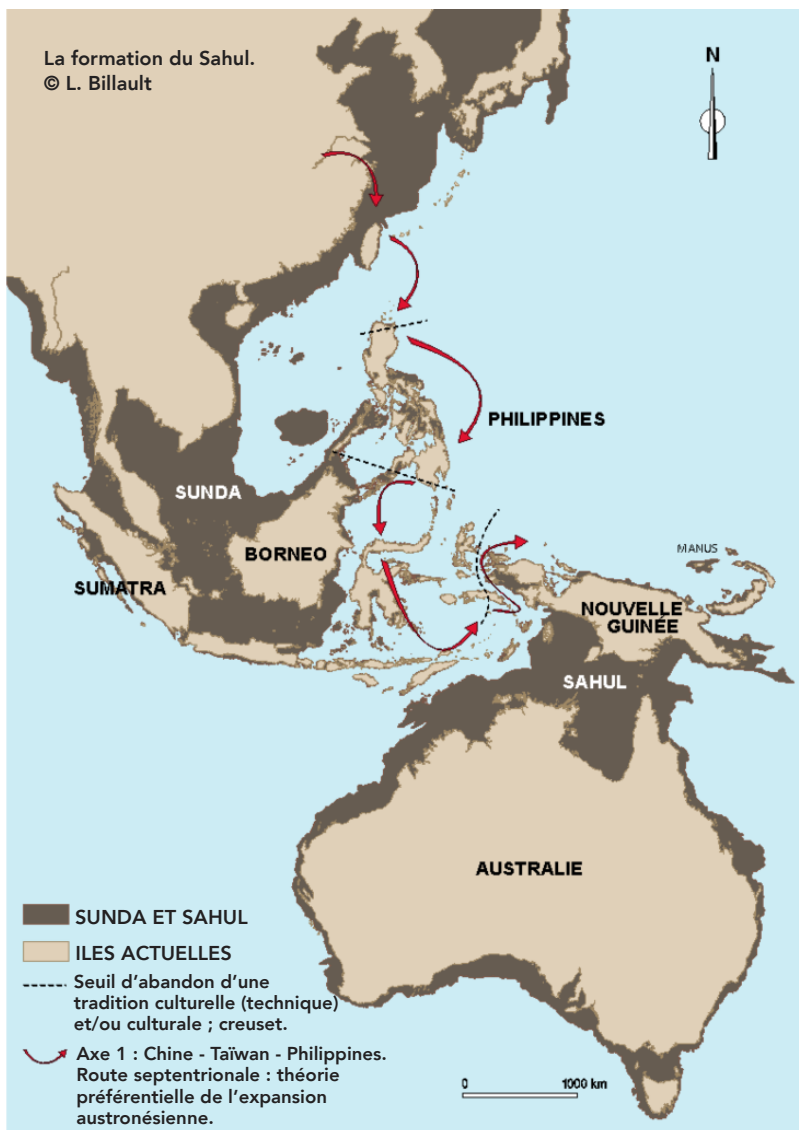 La formation du Sahul.
© L. Billault
N
PHILIPPINES
SUNDA
BORNEO
SUMATRA
MANUS
NOUVELLE
GUINÉE
SAHUL
AUSTRALIE
SUNDA ET SAHUL
ILES ACTUELLES
Seuil d'abandon d'une
tradition culturelle (technique)
et/ou culturale ; creuset.
Axe 1 : Chine - Taïwan - Philippines.
Route septentrionale : théorie
préférentielle de l'expansion
austronésienne.
0 1000 km